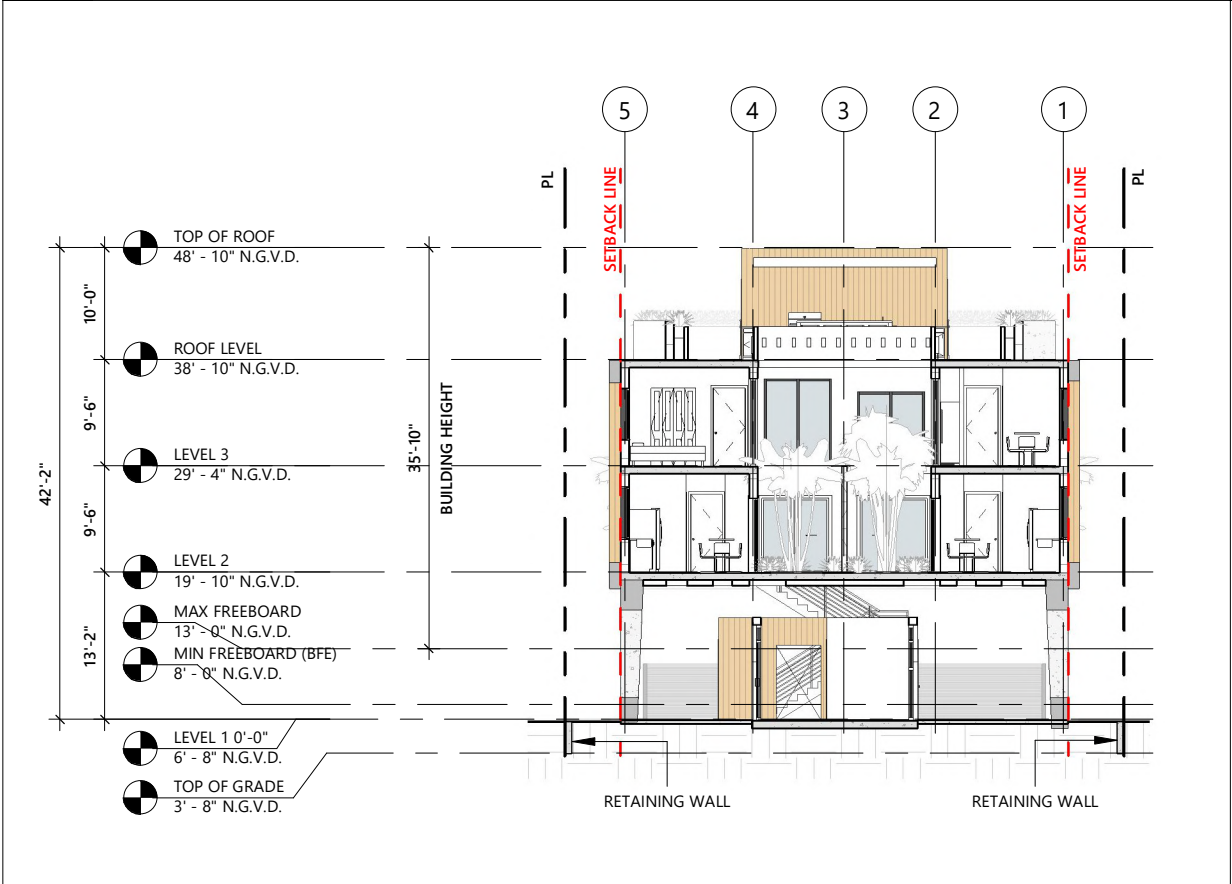 5
4
3
2
1
PL
SETBACK LINE
SETBACK LINE
PL
TOP OF ROOF
48' - 10" N.G.V.D.
10'-0"
ROOF LEVEL
38' - 10" N.G.V.D.
9'-6"
BUILDING HEIGHT
35'-10"
42'-2"
LEVEL 3
29' - 4" N.G.V.D.
9'-6"
LEVEL 2
19' - 10" N.G.V.D.
MAX FREEBOARD
13' - 0" N.G.V.D.
13'-2"
MIN FREEBOARD (BFE)
8' - 0" N.G.V.D.
LEVEL 1 0'-0"
6' - 8" N.G.V.D.
TOP OF GRADE
3' - 8" N.G.V.D.
RETAINING WALL
RETAINING WALL